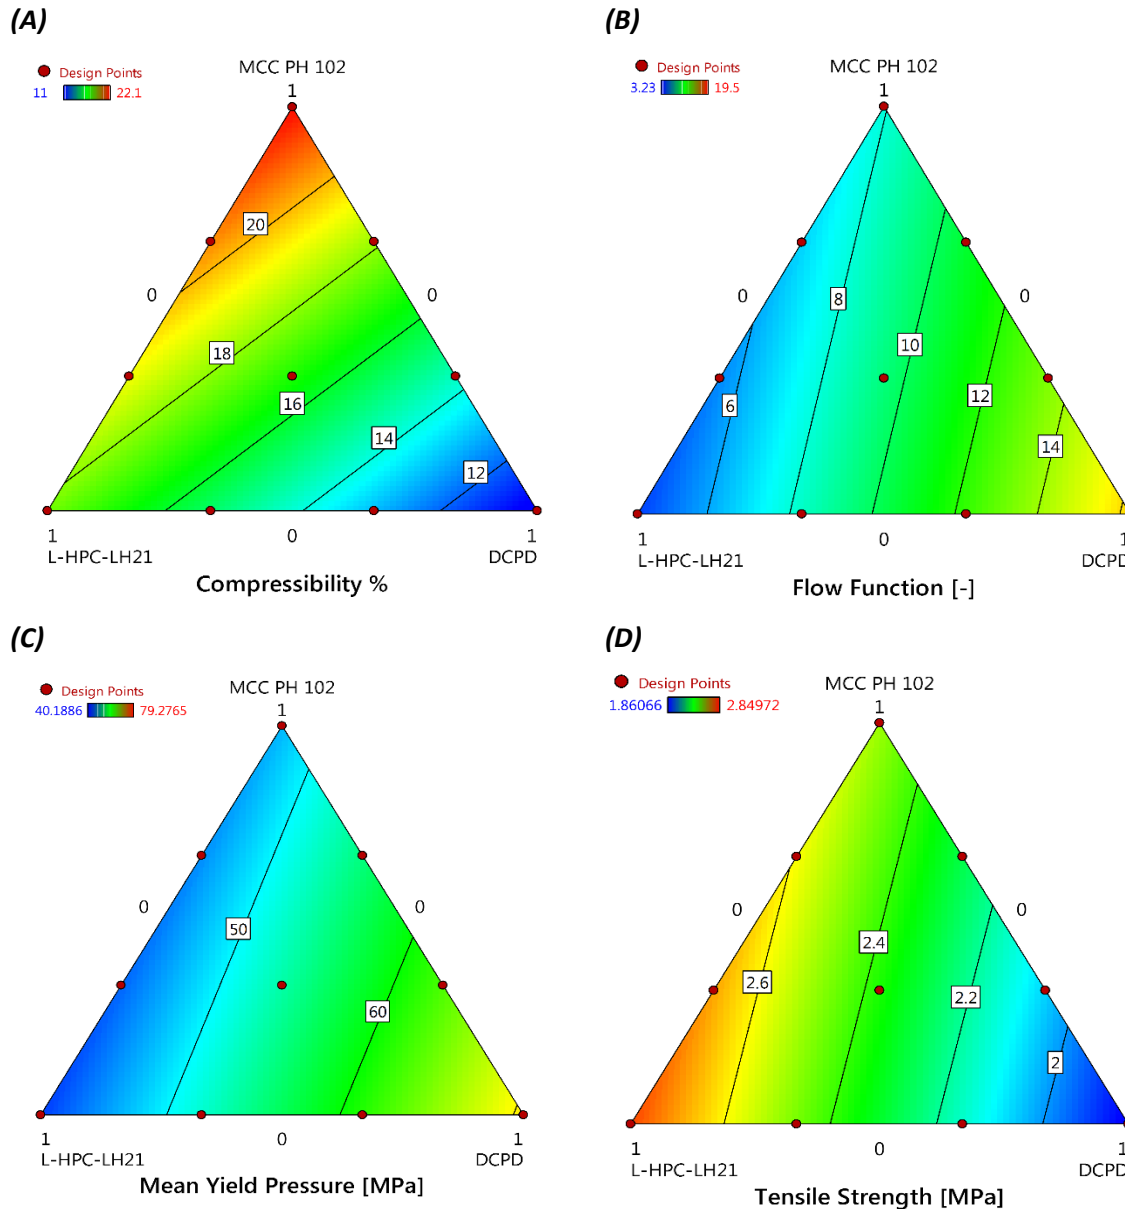 (A)
Design Points
11 22.1
MCC PH 102
1
20
0 0
18
16
14
12
1 0 1
L-HPC-LH21 DCPD
Compressibility %
(B)
Design Points
3.23 19.5
MCC PH 102
1
0 0
8
10
6
12
14
1 0 1
L-HPC-LH21 DCPD
Flow Function [-]
(C)
Design Points
40.1886 79.2765
MCC PH 102
1
0 0
50
60
1 0 1
L-HPC-LH21 DCPD
Mean Yield Pressure [MPa]
(D)
Design Points
1.86066 2.84972
MCC PH 102
1
0 0
2.4
2.6
2.2
2
1 0 1
L-HPC-LH21 DCPD
Tensile Strength [MPa]